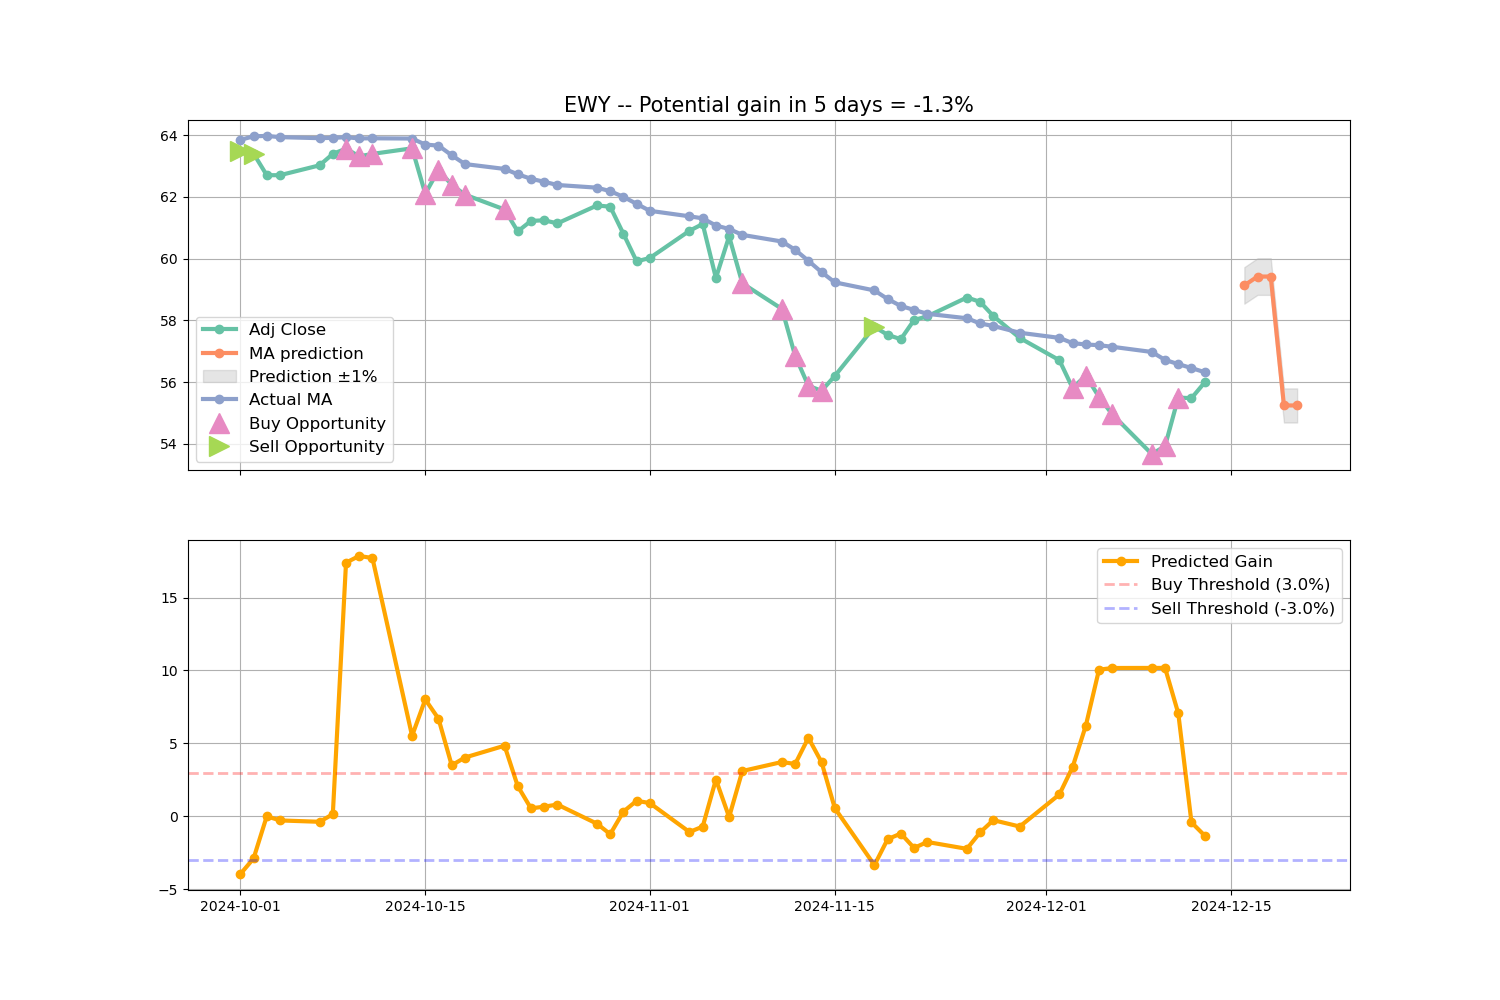 EWY -- Potential gain in 5 days = -1.3%
64
62
60
58
56
54
Adj Close
MA prediction
Prediction ±1%
Actual MA
Buy Opportunity
Sell Opportunity
15
10
5
0
−5
Predicted Gain
Buy Threshold (3.0%)
Sell Threshold (-3.0%)
2024-10-01
2024-10-15
2024-11-01
2024-11-15
2024-12-01
2024-12-15